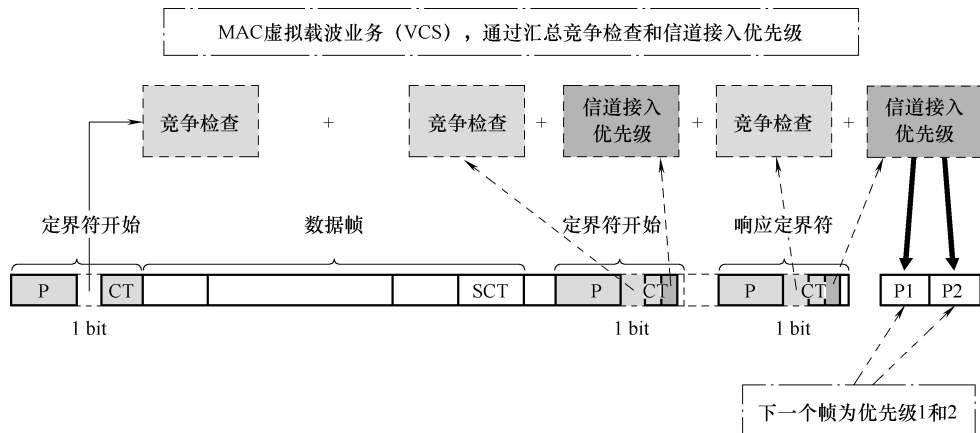 MAC虚拟载波业务（VCS），通过汇总竞争检查和信道接入优先级
竞争检查
+
竞争检查
+
信道接入
优先级
+
竞争检查
+
信道接入
优先级
定界符开始
数据帧
定界符开始
响应定界符
P
CT
SCT
P
CT
P
CT
P1
P2
1 bit
1 bit
1 bit
下一个帧为优先级1和2